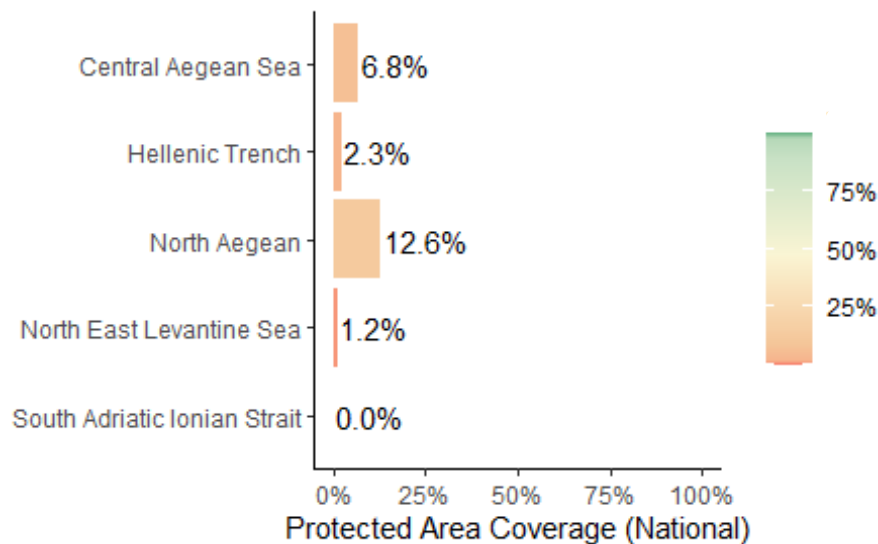 Central Aegean Sea 6.8%
Hellenic Trench 2.3%
North Aegean 12.6%
North East Levantine Sea 1.2%
South Adriatic Ionian Strait 0.0%
0% 25% 50% 75% 100%
Protected Area Coverage (National)
75%
50%
25%